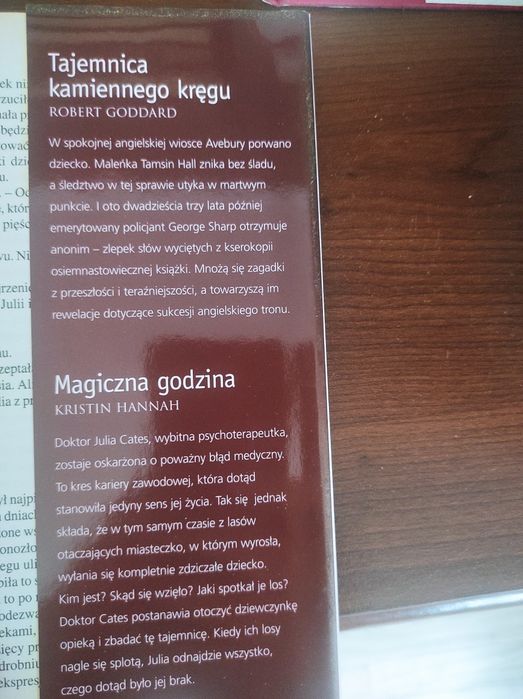 Tajemnica
kamiennego kręgu
ROBERT GODDARD
W spokojnej angielskiej wiosce Avebury porwano
dziecko. Maleńka Tamsin Hall znika bez śladu,
a śledztwo w tej sprawie utyka w martwym
punkcie. I oto dwadzieścia trzy lata później
emerytowany policjant George Sharp otrzymuje
anonim – zlepek słów wyciętych z kserokopii
osiemnastowiecznej książki. Mnożą się zagadki
z przeszłości i teraźniejszości, a towarzyszą im
rewelacje dotyczące sukcesji angielskiego tronu.
Magiczna godzina
KRISTIN HANNAH
Doktor Julia Cates, wybitna psychoterapeutka,
zostaje oskarżona o poważny błąd medyczny.
To kres kariery zawodowej, która dotąd
stanowiła jedyny sens jej życia. Tak się jednak
składa, że w tym samym czasie z lasów
otaczających miasteczko, w którym wyrosła,
wyłania się kompletnie zdziczałe dziecko.
Kim jest? Skąd się wzięło? Jaki spotkał je los?
Doktor Cates postanawia otoczyć dziewczynkę
opieką i zbadać tę tajemnicę. Kiedy ich losy
nagle się splotą, Julia odnajdzie wszystko,
czego dotąd było jej brak.